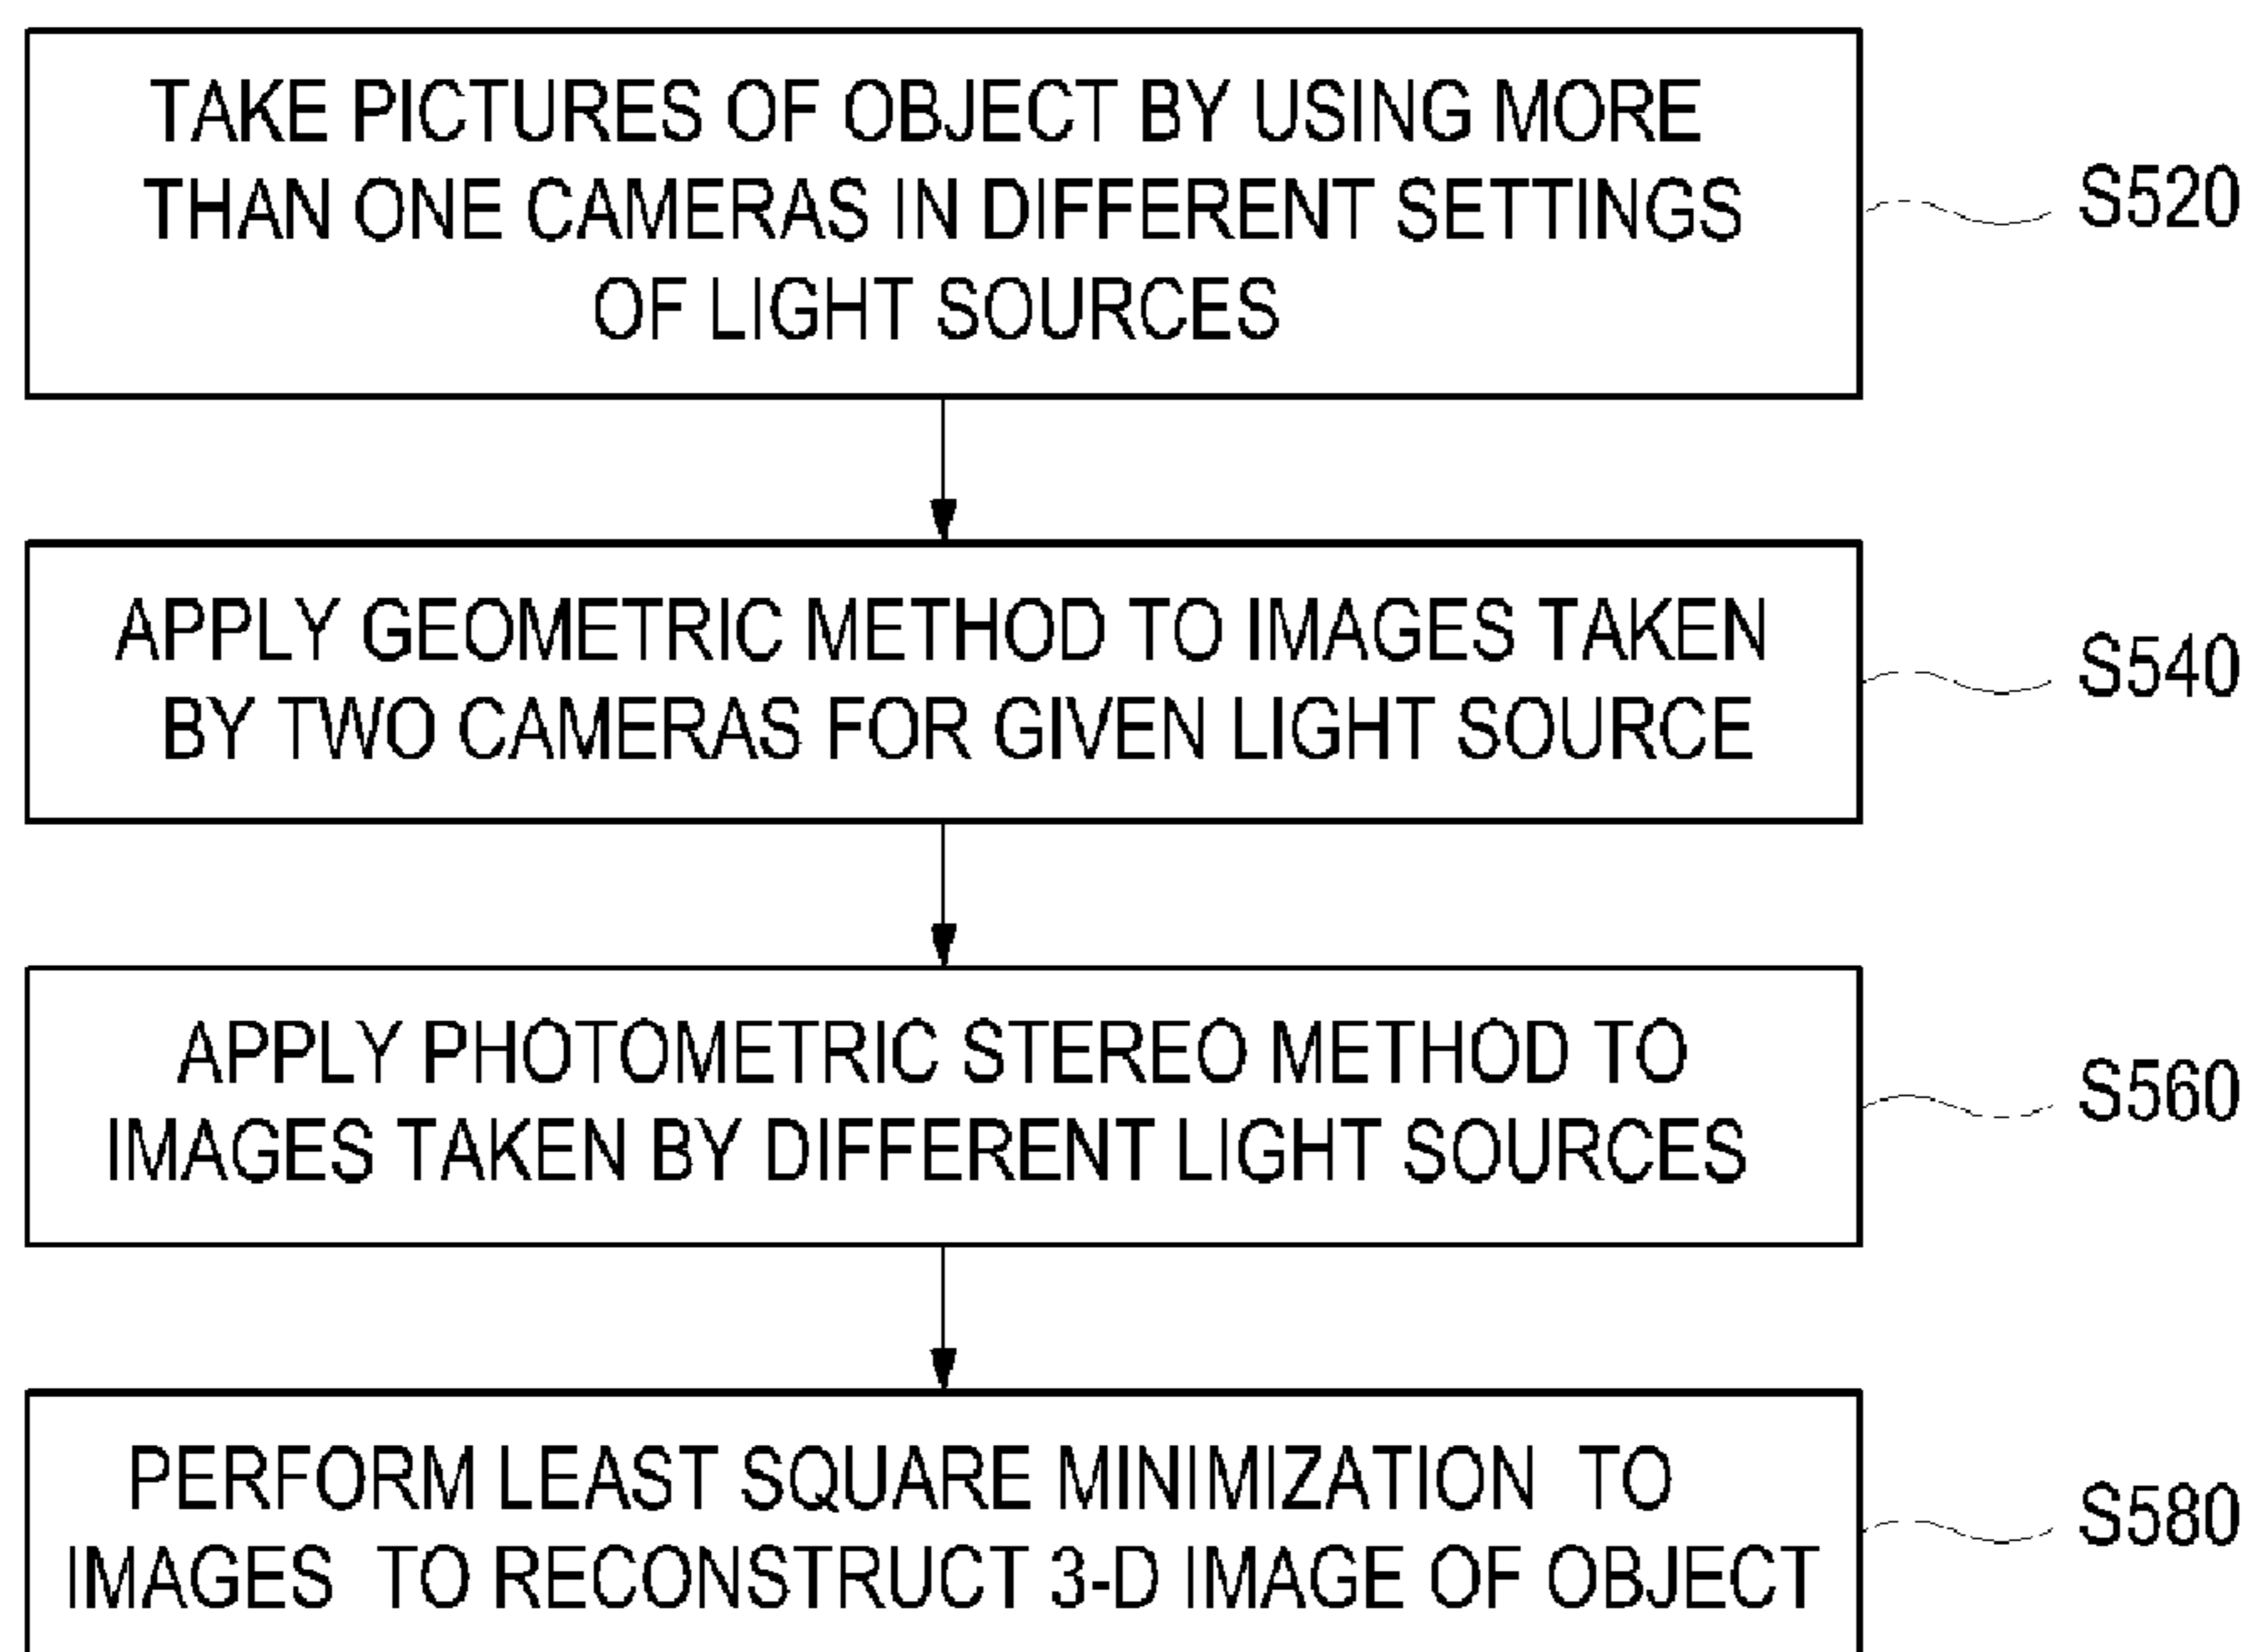 TAKE PICTURES OF OBJECT BY USING MORE
THAN ONE CAMERAS IN DIFFERENT SETTINGS
OF LIGHT SOURCES
S520
APPLY GEOMETRIC METHOD TO IMAGES TAKEN
BY TWO CAMERAS FOR GIVEN LIGHT SOURCE
S540
APPLY PHOTOMETRIC STEREO METHOD TO
IMAGES TAKEN BY DIFFERENT LIGHT SOURCES
S560
PERFORM LEAST SQUARE MINIMIZATION TO
IMAGES TO RECONSTRUCT 3-D IMAGE OF OBJECT
S580